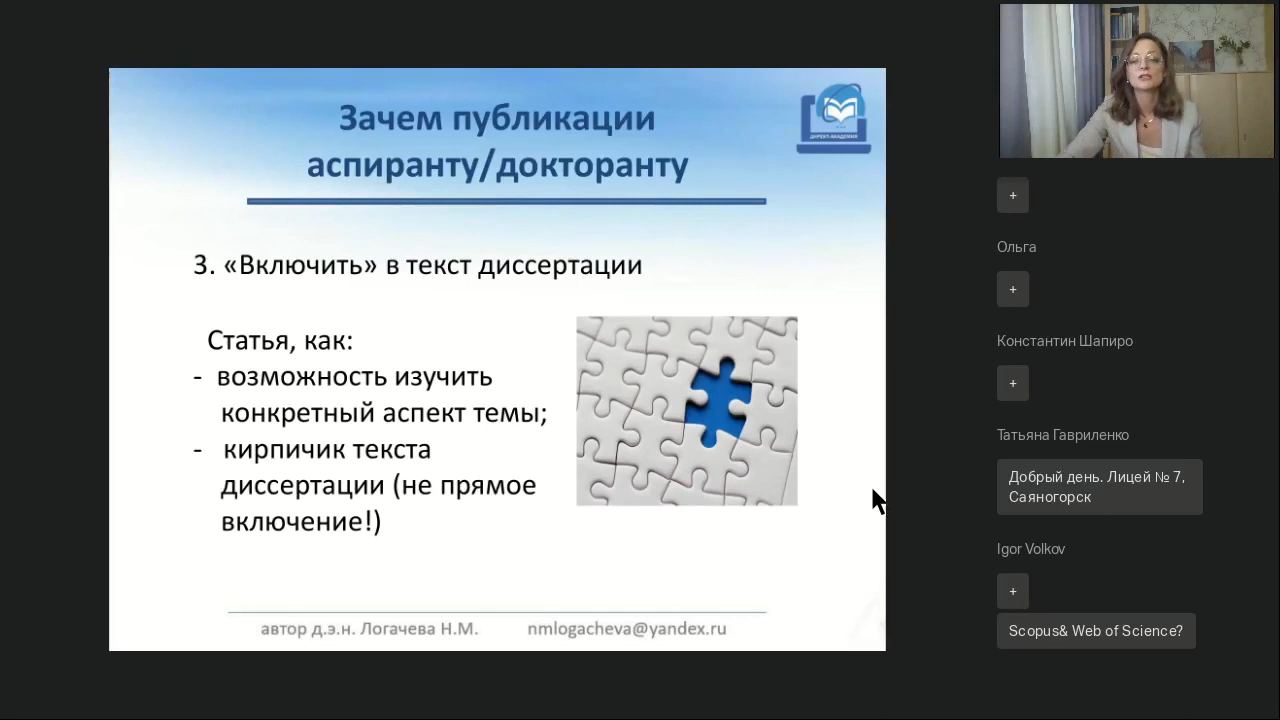 Зачем публикации
аспиранту/докторанту
ДИРЕКТ-АКАДЕМИЯ
3. «Включить» в текст диссертации
Статья, как:
- возможность изучить
конкретный аспект темы;
- кирпичик текста
диссертации (не прямое
включение!)
автор д.э.н. Логачева Н.М. nmlogacheva@yandex.ru
+
Ольга
+
Константин Шапиро
+
Татьяна Гавриленко
Добрый день. Лицей № 7,
Саяногорск
Igor Volkov
+
Scopus& Web of Science?